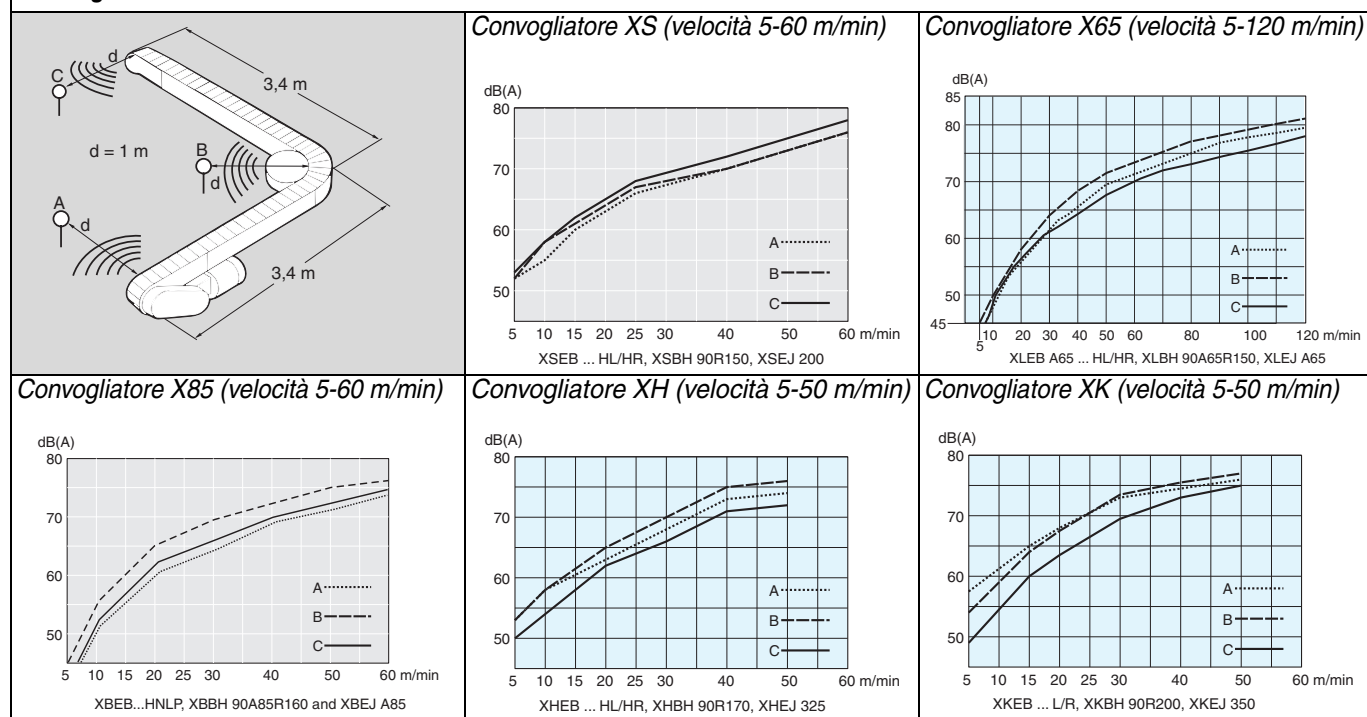 C
d
3,4 m
d = 1 m
B
d
A
d
3,4 m
Convogliatore XS (velocità 5-60 m/min)
dB(A)
80
70
60
50
A
B
C
5 10 15 20 25 30 40 50 60 m/min
XSEB ... HL/HR, XSBH 90R150, XSEJ 200
Convogliatore X65 (velocità 5-120 m/min)
dB(A)
85
80
70
60
50
45
A
B
C
5
10 20 30 40 50 60 80 100 120 m/min
XLEB A65 ... HL/HR, XLBH 90A65R150, XLEJ A65
Convogliatore X85 (velocità 5-60 m/min)
dB(A)
80
70
60
50
A
B
C
5 10 15 20 25 30 40 50 60 m/min
XBEB...HNLP, XBBH 90A85R160 and XBEJ A85
Convogliatore XH (velocità 5-50 m/min)
dB(A)
80
70
60
50
A
B
C
5 10 15 20 25 30 40 50 60 m/min
XHEB ... HL/HR, XHBH 90R170, XHEJ 325
Convogliatore XK (velocità 5-50 m/min)
dB(A)
80
70
60
50
A
B
C
5 10 15 20 30 40 50 60 m/min
XKEB ... L/R, XKBH 90R200, XKEJ 350